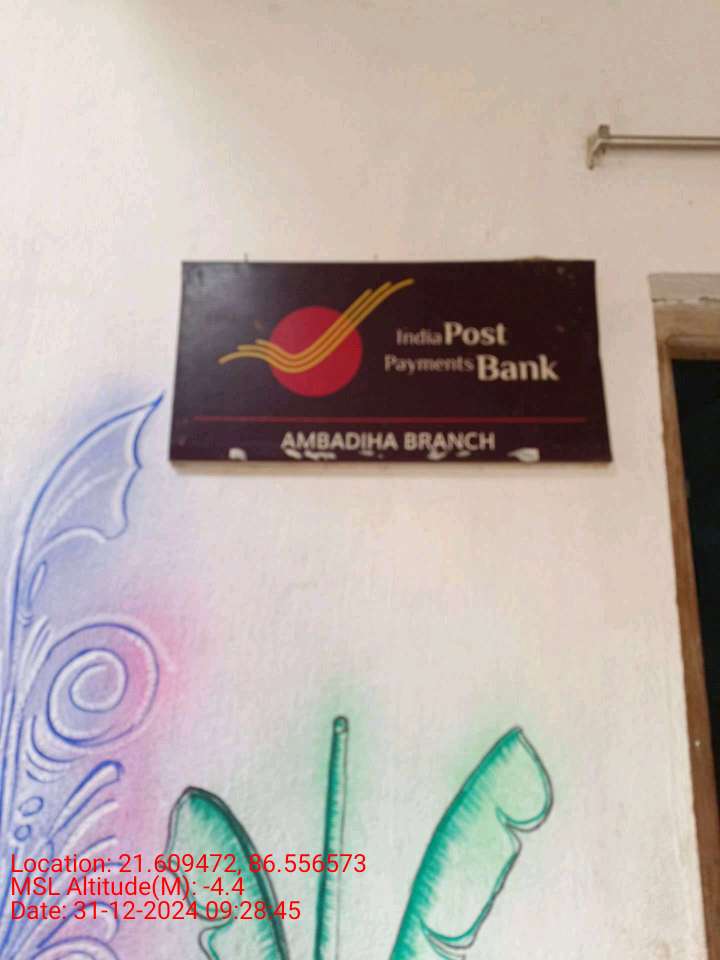 India Post
Payments Bank
AMBADIHA BRANCH
Location: 21.609472, 86.556573
MSL Altitude(M): -4.4
Date: 31-12-2024 09:28:45